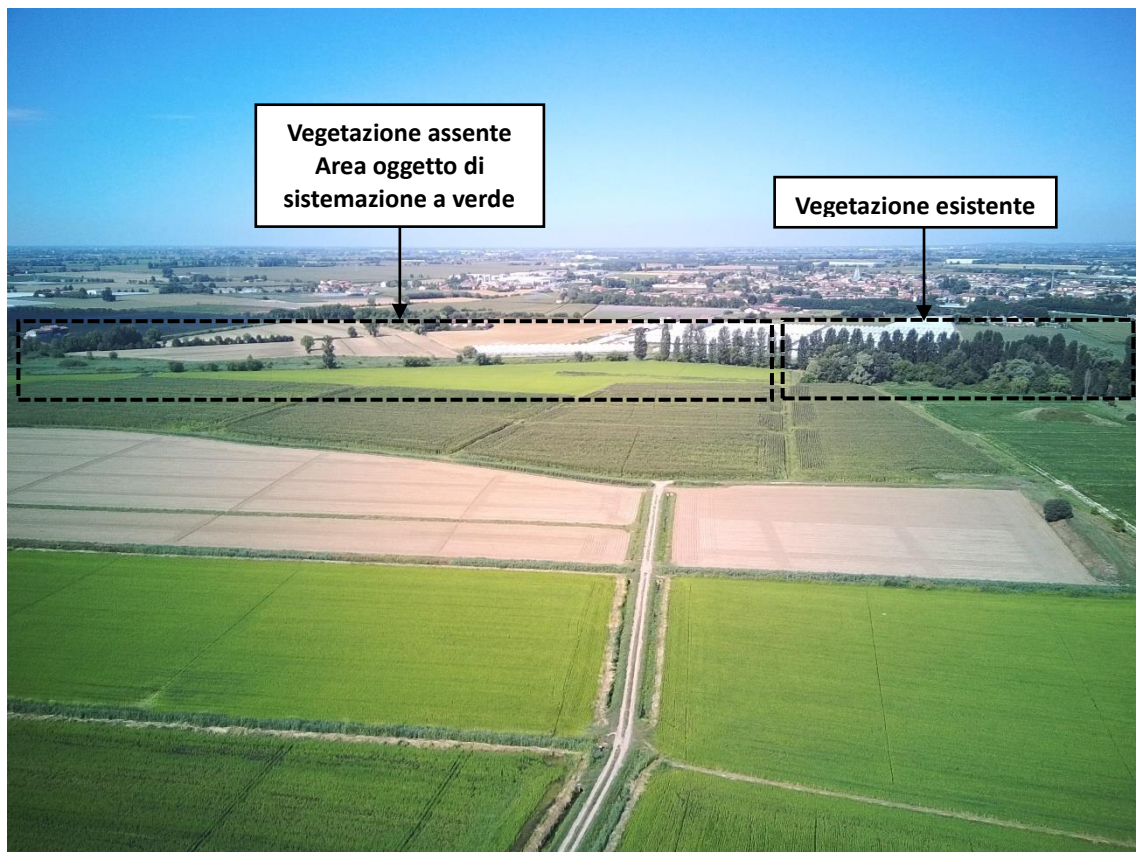 Vegetazione assente
Area oggetto di
sistemazione a verde
Vegetazione esistente